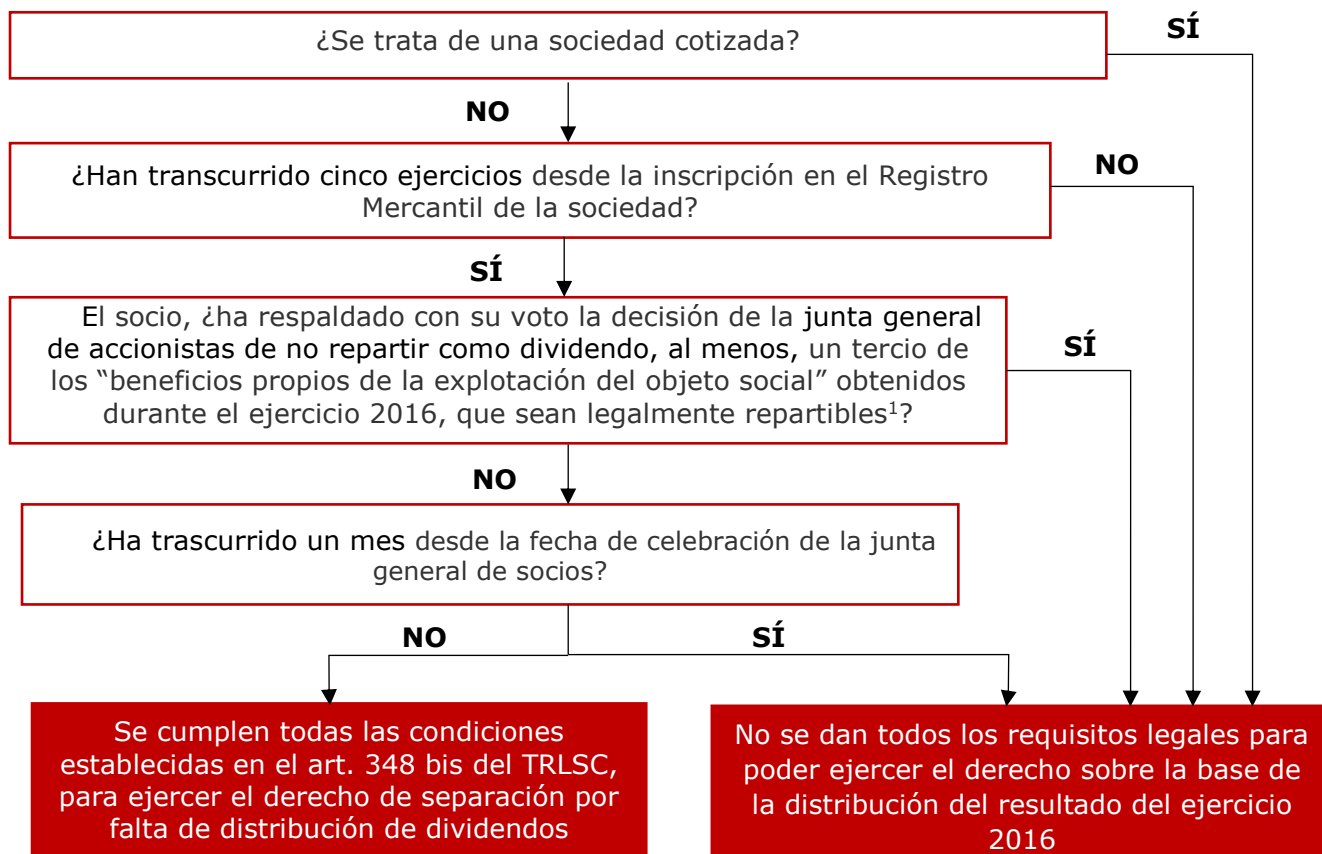 ¿Se trata de una sociedad cotizada?
SÍ
NO
¿Han transcurrido cinco ejercicios desde la inscripción en el Registro
Mercantil de la sociedad?
NO
SÍ
El socio, ¿ha respaldado con su voto la decisión de la junta general
de accionistas de no repartir como dividendo, al menos, un tercio de
los “beneficios propios de la explotación del objeto social” obtenidos
durante el ejercicio 2016, que sean legalmente repartibles¹?
SÍ
NO
¿Ha trascurrido un mes desde la fecha de celebración de la junta
general de socios?
NO
SÍ
Se cumplen todas las condiciones
establecidas en el art. 348 bis del TRLSC,
para ejercer el derecho de separación por
falta de distribución de dividendos
No se dan todos los requisitos legales para
poder ejercer el derecho sobre la base de
la distribución del resultado del ejercicio
2016